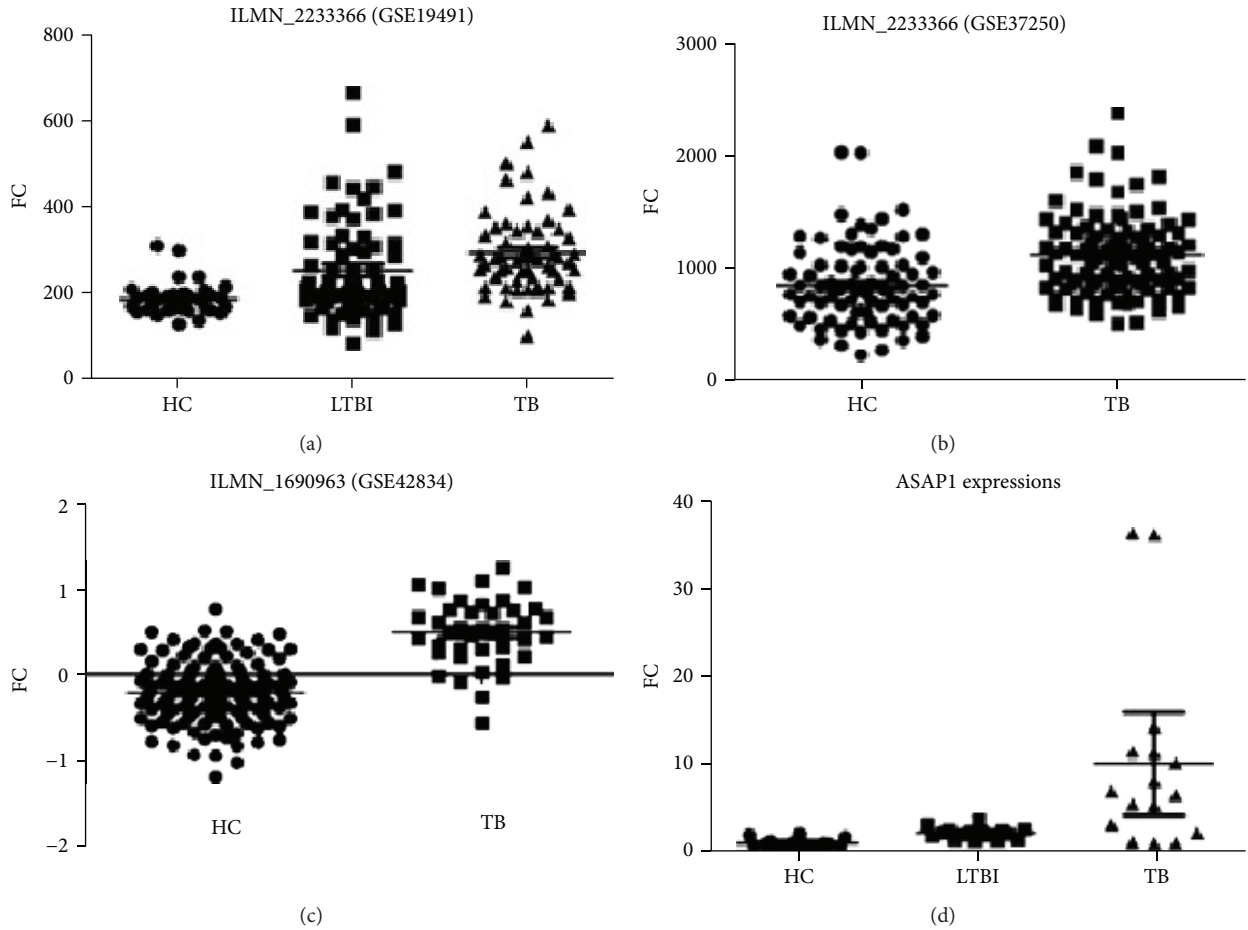 ILMN_2233366 (GSE19491)
800
600
400
200
0
FC
HC LTBI TB
(a)
ILMN_2233366 (GSE37250)
3000
2000
1000
0
FC
HC TB
(b)
ILMN_1690963 (GSE42834)
2
1
0
−1
−2
FC
HC TB
(c)
ASAP1 expressions
40
30
20
10
0
FC
HC LTBI TB
(d)